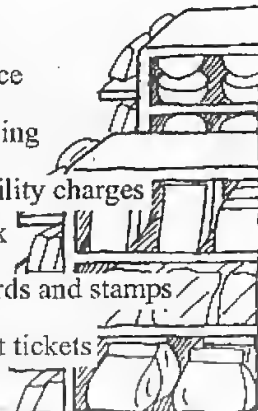 ce
ing
ility charges
rds and stamps
t tickets